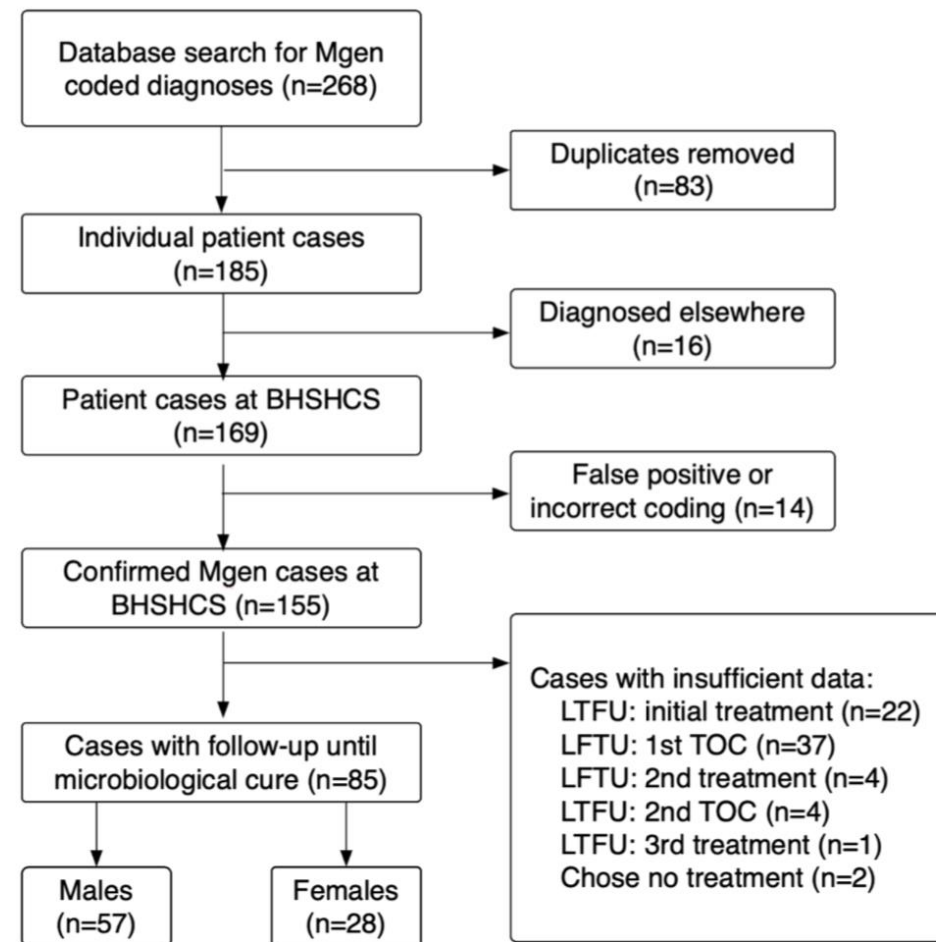 Database search for Mgen
coded diagnoses (n=268)
Duplicates removed
(n=83)
Individual patient cases
(n=185)
Diagnosed elsewhere
(n=16)
Patient cases at BHSHCS
(n=169)
False positive or
incorrect coding (n=14)
Confirmed Mgen cases at
BHSHCS (n=155)
Cases with insufficient data:
LTFU: initial treatment (n=22)
LFTU: 1st TOC (n=37)
LFTU: 2nd treatment (n=4)
LTFU: 2nd TOC (n=4)
LTFU: 3rd treatment (n=1)
Chose no treatment (n=2)
Cases with follow-up until
microbiological cure (n=85)
Males
(n=57)
Females
(n=28)